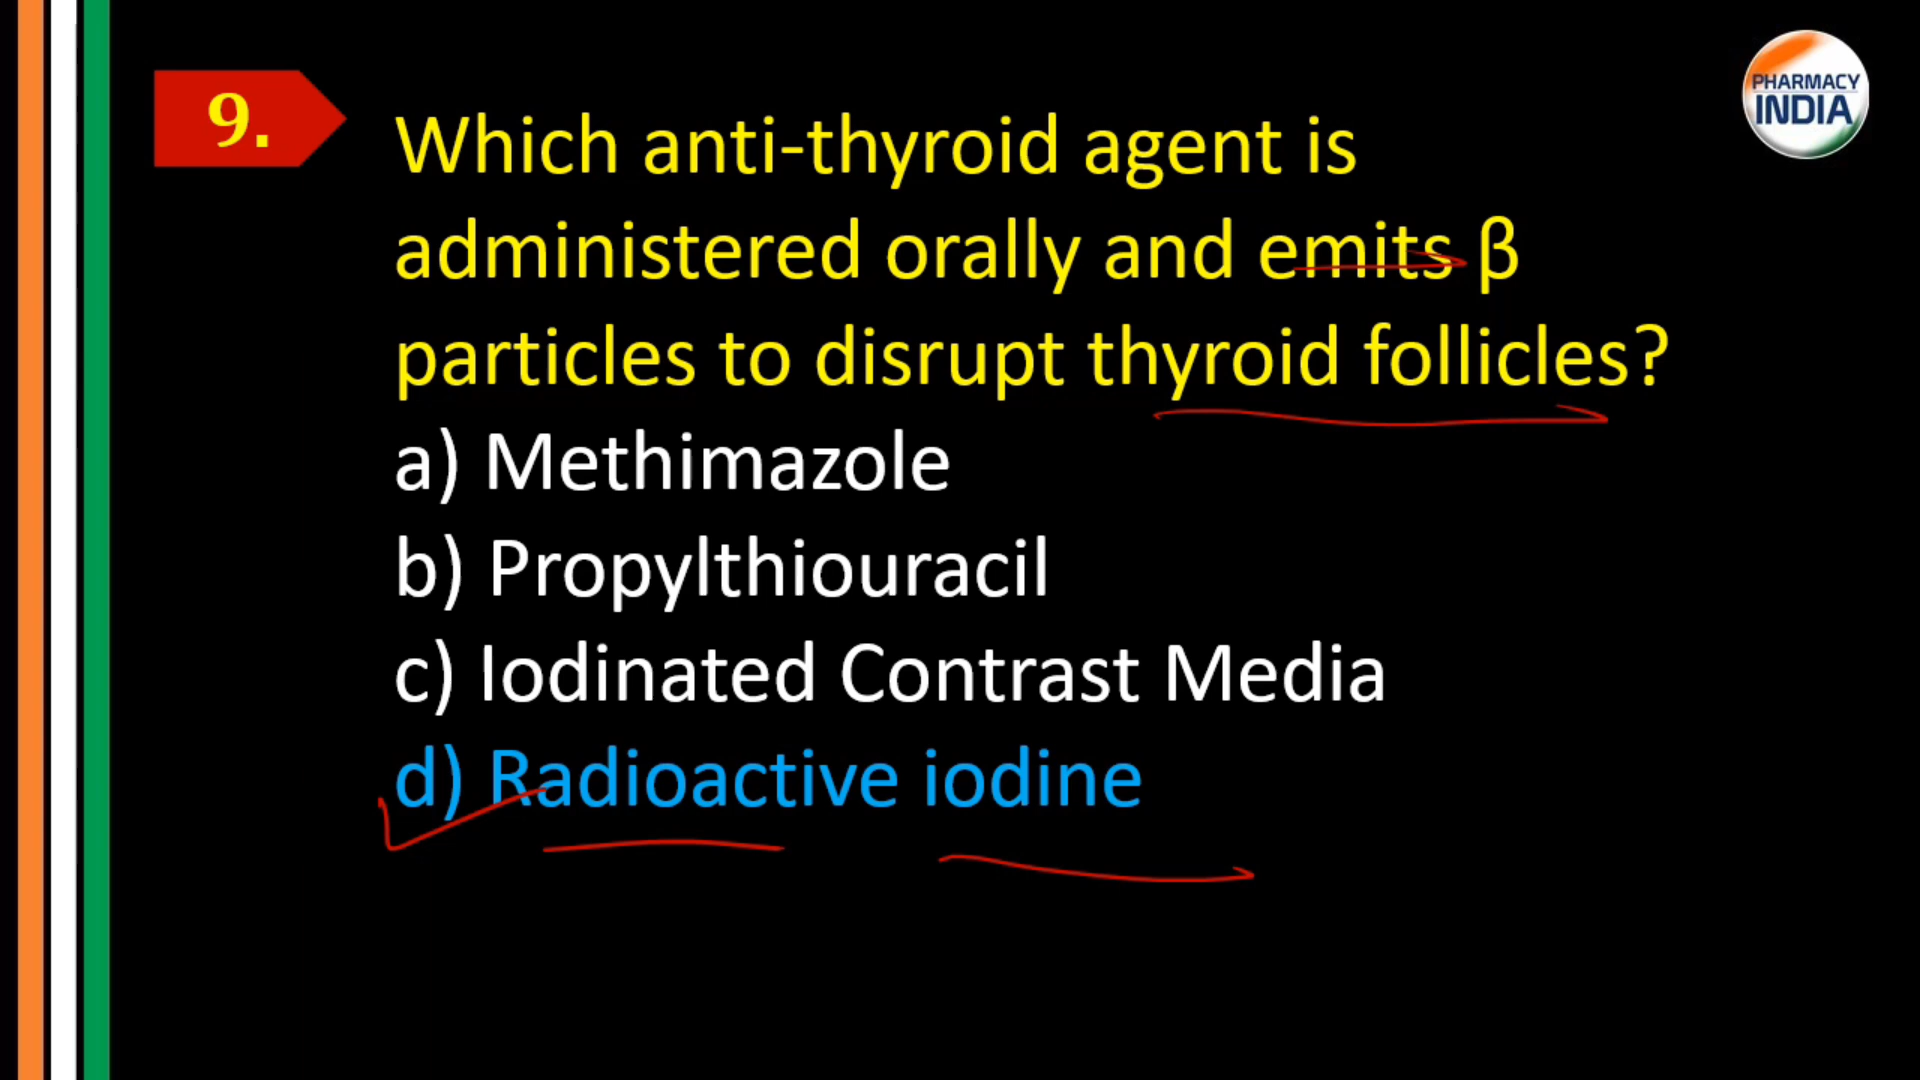 9.
PHARMACY
INDIA
Which anti-thyroid agent is
administered orally and emits β
particles to disrupt thyroid follicles?
a) Methimazole
b) Propylthiouracil
c) Iodinated Contrast Media
d) Radioactive iodine